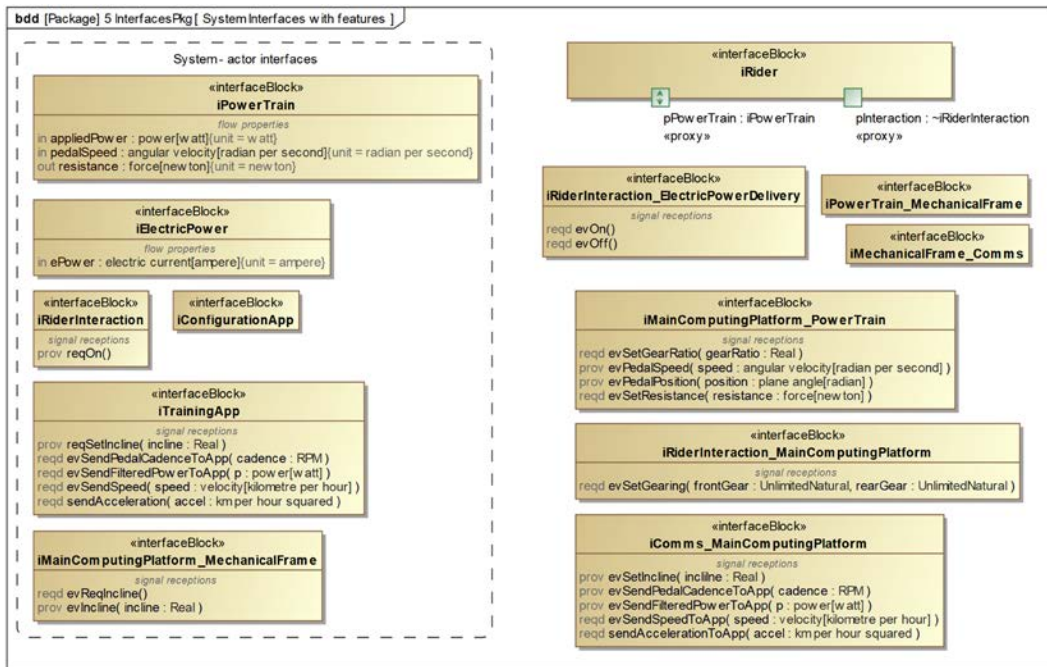 bdd [Package] 5 InterfacesPkg [ System Interfaces with features ]
System - actor interfaces
«interfaceBlock»
iPowerTrain
flow properties
in appliedPower : power[watt]{unit = watt}
in pedalSpeed : angular velocity[radian per second]{unit = radian per second}
out resistance : force[newton]{unit = newton}
«interfaceBlock»
iElectricPower
flow properties
in ePower : electric current[ampere]{unit = ampere}
«interfaceBlock»
iRiderInteraction
signal receptions
prov reqOn()
«interfaceBlock»
iConfigurationApp
«interfaceBlock»
iTrainingApp
signal receptions
prov reqSetIncline( incline : Real )
reqd evSendPedalCadenceToApp( cadence : RPM )
reqd evSendFilteredPowerToApp( p : power[watt] )
reqd evSendSpeed( speed : velocity[kilometre per hour] )
reqd sendAcceleration( accel : km per hour squared )
«interfaceBlock»
iMainComputingPlatform_MechanicalFrame
signal receptions
reqd evReqIncline()
prov evIncline( incline : Real )
«interfaceBlock»
iRider
pPowerTrain : iPowerTrain
«proxy»
pInteraction : ~iRiderInteraction
«proxy»
«interfaceBlock»
iRiderInteraction_ElectricPowerDelivery
signal receptions
reqd evOn()
reqd evOff()
«interfaceBlock»
iPowerTrain_MechanicalFrame
«interfaceBlock»
iMechanicalFrame_Comms
«interfaceBlock»
iMainComputingPlatform_PowerTrain
signal receptions
reqd evSetGearRatio( gearRatio : Real )
prov evPedalSpeed( speed : angular velocity[radian per second] )
prov evPedalPosition( position : plane angle[radian] )
reqd evSetResistance( resistance : force[newton] )
«interfaceBlock»
iRiderInteraction_MainComputingPlatform
signal receptions
reqd evSetGearing( frontGear : UnlimitedNatural, rearGear : UnlimitedNatural )
«interfaceBlock»
iComms_MainComputingPlatform
signal receptions
prov evSetIncline( inclilne : Real )
prov evSendPedalCadenceToApp( cadence : RPM )
prov evSendFilteredPowerToApp( p : power[watt] )
reqd evSendSpeedToApp( speed : velocity[kilometre per hour] )
reqd sendAccelerationToApp( accel : km per hour squared )